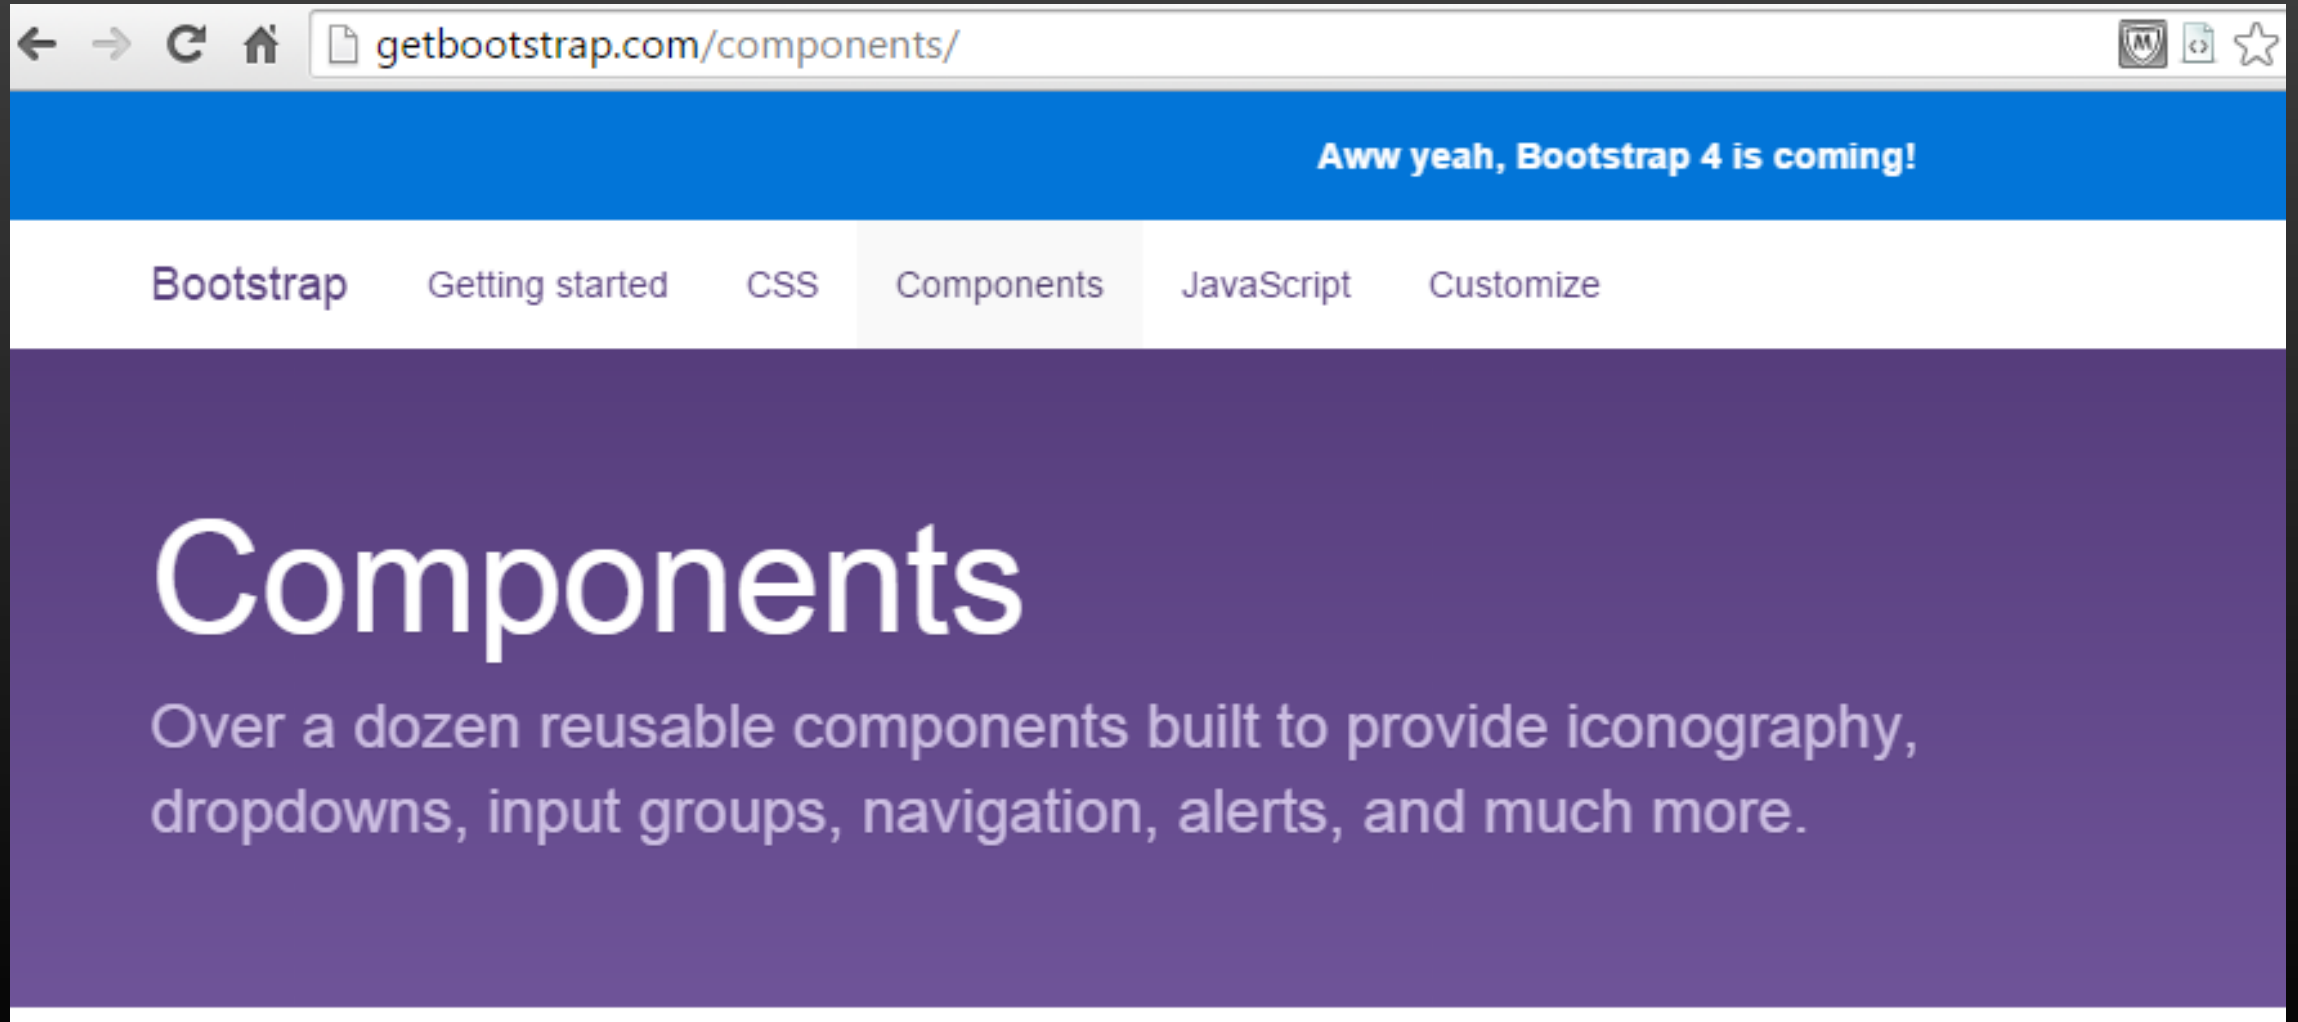 getbootstrap.com/components/
Aww yeah, Bootstrap 4 is coming!
Bootstrap Getting started CSS Components JavaScript Customize
Components
Over a dozen reusable components built to provide iconography,
dropdowns, input groups, navigation, alerts, and much more.